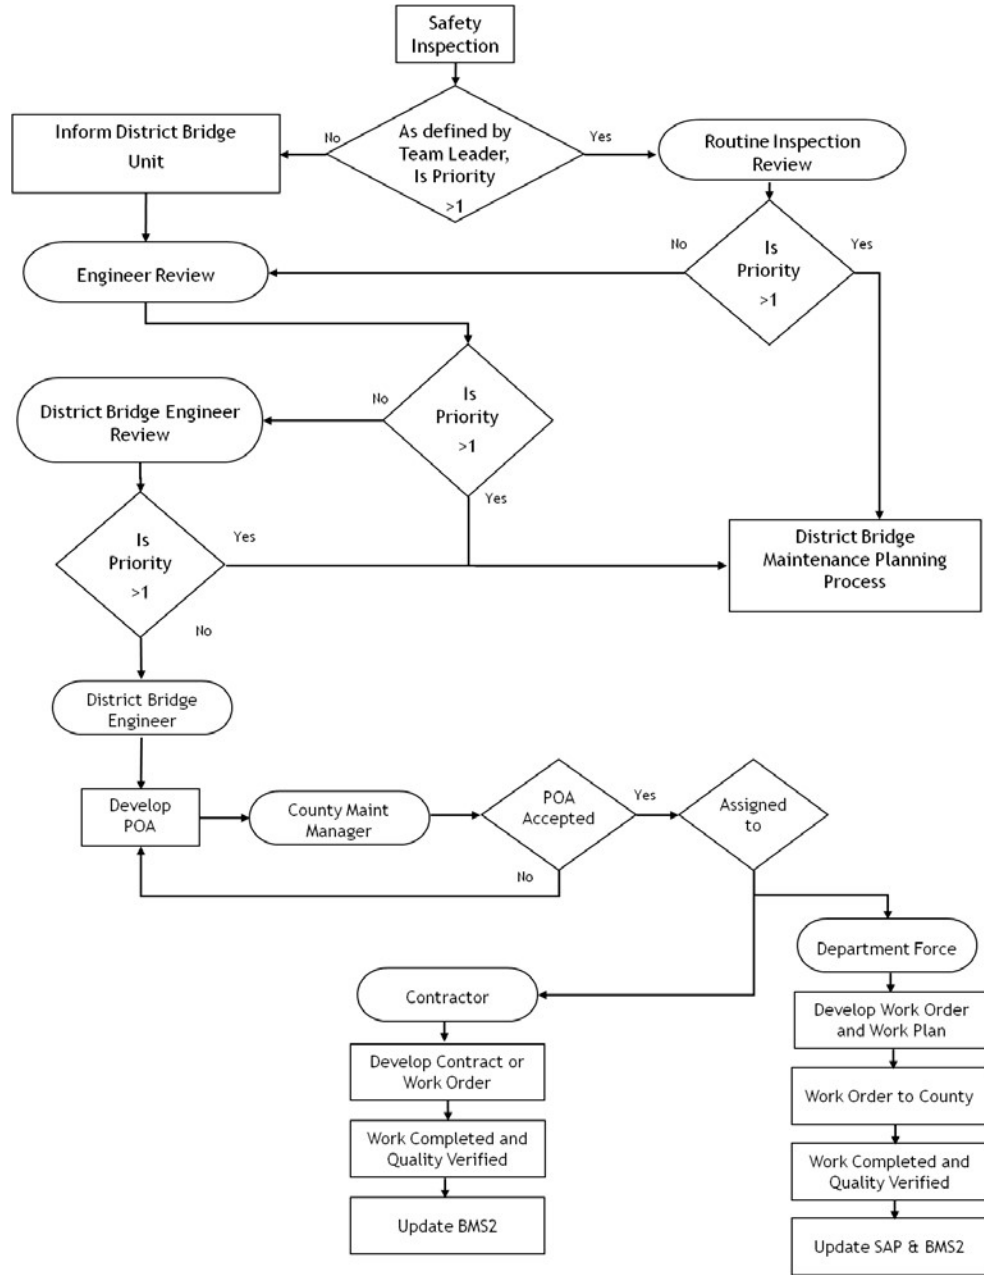 Safety
Inspection
No
As defined by
Team Leader,
Is Priority
>1
Yes
Inform District Bridge
Unit
Routine Inspection
Review
Engineer Review
No
Is
Priority
>1
Yes
District Bridge Engineer
Review
No
Is
Priority
>1
Yes
Is
Priority
>1
Yes
No
District Bridge
Maintenance Planning
Process
District Bridge
Engineer
Develop
POA
County Maint
Manager
POA
Accepted
Yes
No
Assigned
to
Department Force
Contractor
Develop Work Order
and Work Plan
Develop Contract or
Work Order
Work Order to County
Work Completed and
Quality Verified
Work Completed and
Quality Verified
Update BMS2
Update SAP & BMS2